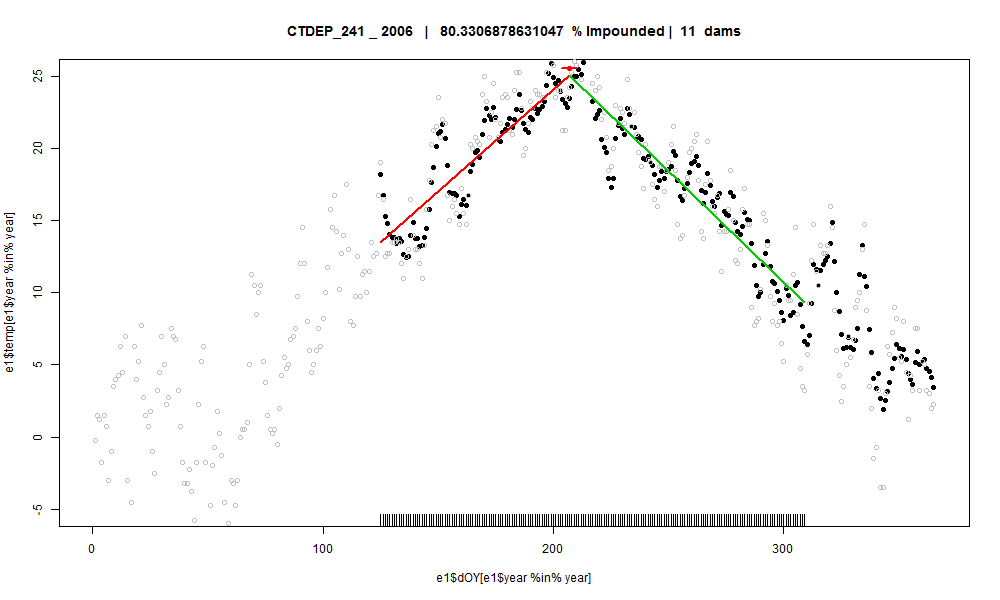 CTDEP_241 _ 2006 | 80.3306878631047 % Impounded | 11 dams
25
20
15
10
5
0
-5
e1$temp[e1$year %in% year]
0 100 200 300
e1$dOY[e1$year %in% year]